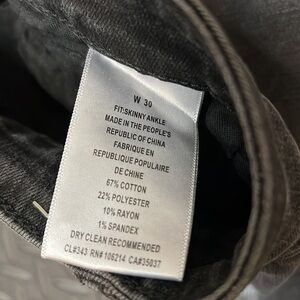 W 30
FIT:SKINNY ANKLE
MADE IN THE PEOPLE'S
REPUBLIC OF CHINA
FABRIQUE EN
REPUBLIQUE POPULAIRE
DE CHINE
67% COTTON
22% POLYESTER
10% RAYON
1% SPANDEX
DRY CLEAN RECOMMENDED
CL#343 RN#106214 CA#35037